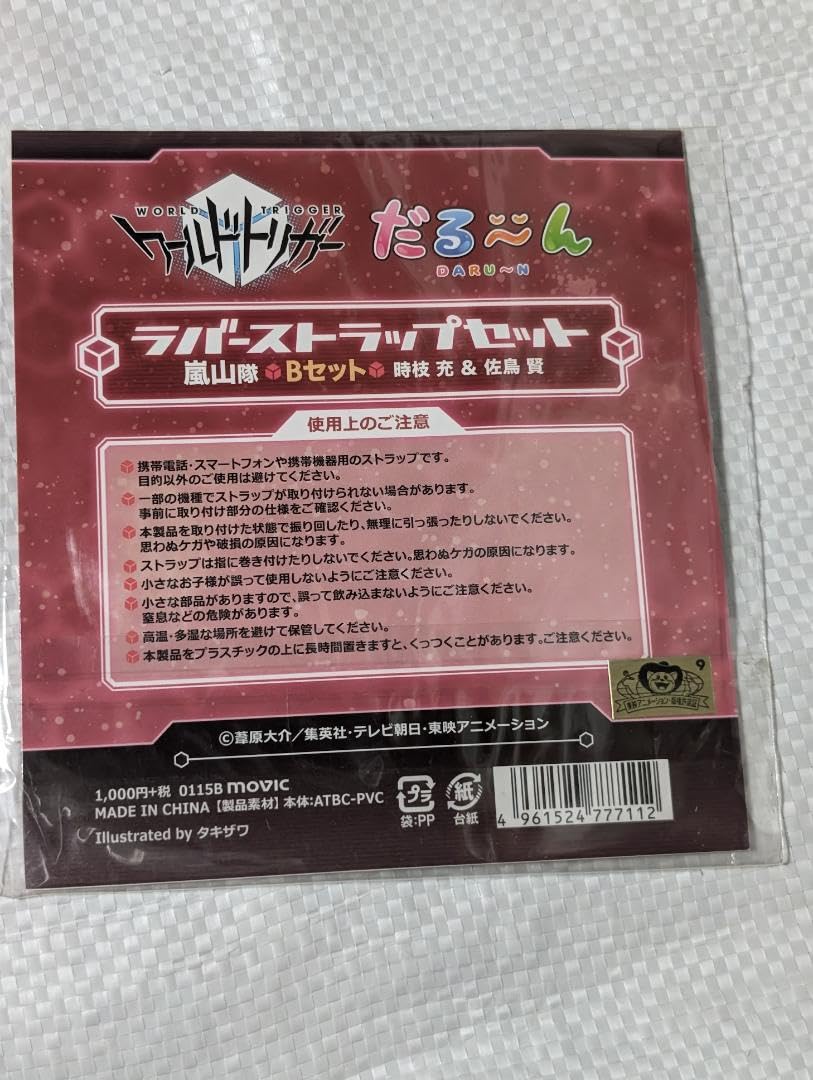 WORLD TRIGGER
ワールドトリガー
だる〜ん
DARU〜N
ラバーストラップセット
嵐山隊 Bセット 時枝 充 & 佐鳥 賢
使用上のご注意
携帯電話・スマートフォンや携帯機器用のストラップです。
目的以外のご使用は避けてください。
一部の機種でストラップが取り付けられない場合があります。
事前に取り付け部分の仕様をご確認ください。
本製品を取り付けた状態で振り回したり、無理に引っ張ったりしないでください。
思わぬケガや破損の原因になります。
ストラップは指に巻き付けたりしないでください。思わぬケガの原因になります。
小さなお子様が誤って使用しないようにご注意ください。
小さな部品がありますので、誤って飲み込まないようにご注意ください。
窒息などの危険があります。
高温・多湿な場所を避けて保管してください。
本製品をプラスチックの上に長時間置きますと、くっつくことがあります。ご注意ください。
9
東映アニメーション・版権許諾証
©葦原大介/集英社・テレビ朝日・東映アニメーション
1,000円+税 0115B movic
MADE IN CHINA 【製品素材】本体:ATBC-PVC
Illustrated by タキザワ
プラ
袋:PP
紙
台紙
4 961524 777112